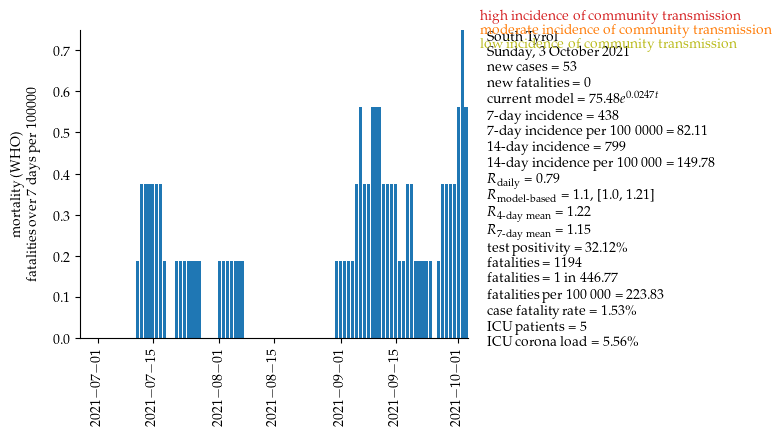 high incidence of community transmission
moderate incidence of community transmission
low incidence of community transmission
South Tyrol
Sunday, 3 October 2021
new cases = 53
new fatalities = 0
current model = 75.48e^0.0247t
7-day incidence = 438
7-day incidence per 100 0000 = 82.11
14-day incidence = 799
14-day incidence per 100 000 = 149.78
R_daily = 0.79
R_model-based = 1.1, [1.0, 1.21]
R_4-day mean = 1.22
R_7-day mean = 1.15
test positivity = 32.12%
fatalities = 1194
fatalities = 1 in 446.77
fatalities per 100 000 = 223.83
case fatality rate = 1.53%
ICU patients = 5
ICU corona load = 5.56%
mortality (WHO)
fatalities over 7 days per 100000
0.7
0.6
0.5
0.4
0.3
0.2
0.1
0.0
2021−07−01
2021−07−15
2021−08−01
2021−08−15
2021−09−01
2021−09−15
2021−10−01